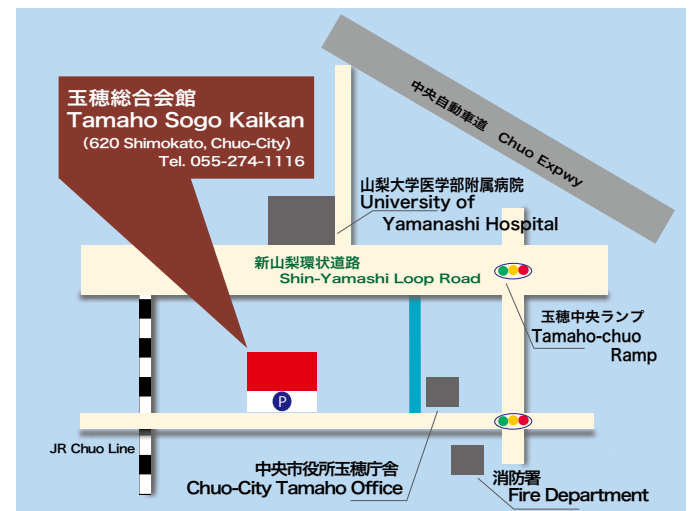 玉穂総合会館
Tamaho Sogo Kaikan
(620 Shimokato, Chuo-City)
Tel. 055-274-1116
中央自動車道 Chuo Expwy
山梨大学医学部附属病院
University of
Yamanashi Hospital
新山梨環状道路
Shin-Yamashi Loop Road
玉穂中央ランプ
Tamaho-chuo
Ramp
P
JR Chuo Line
中央市役所玉穂庁舎
Chuo-City Tamaho Office
消防署
Fire Department